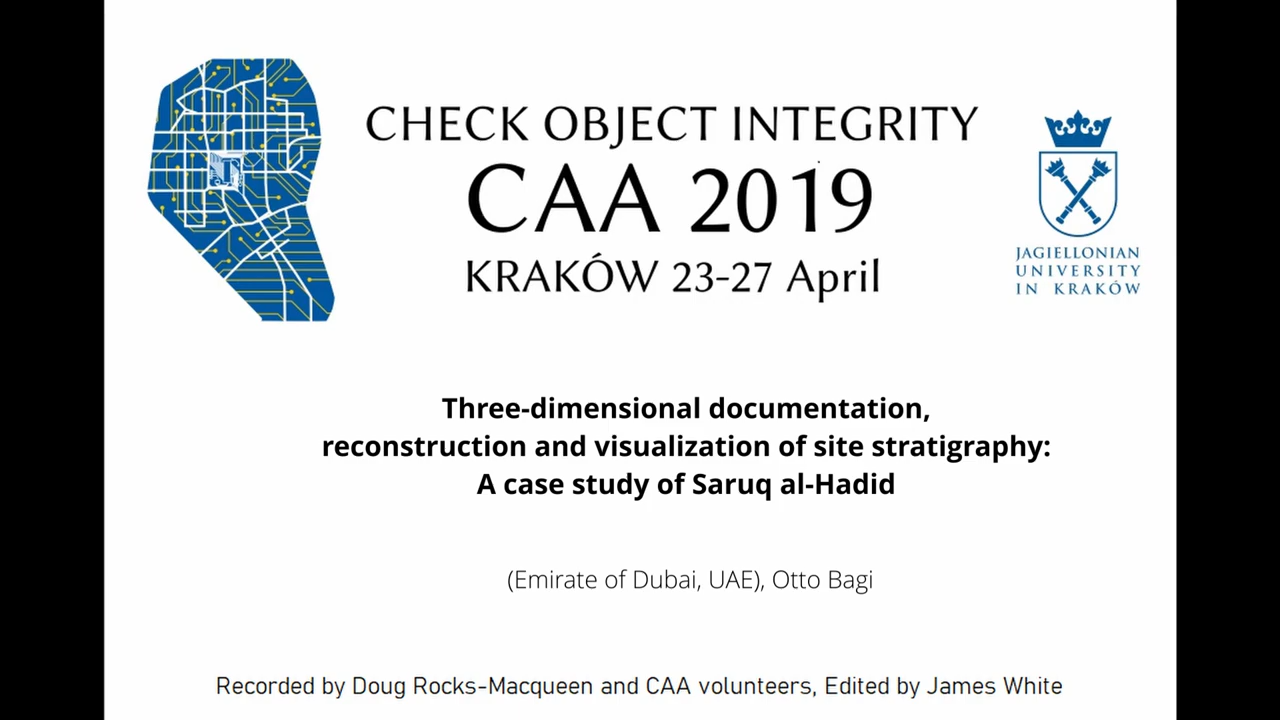 CHECK OBJECT INTEGRITY
CAA 2019
KRAKÓW 23-27 April
JAGIELLONIAN
UNIVERSITY
IN KRAKÓW
Three-dimensional documentation,
reconstruction and visualization of site stratigraphy:
A case study of Saruq al-Hadid
(Emirate of Dubai, UAE), Otto Bagi
Recorded by Doug Rocks-Macqueen and CAA volunteers, Edited by James White